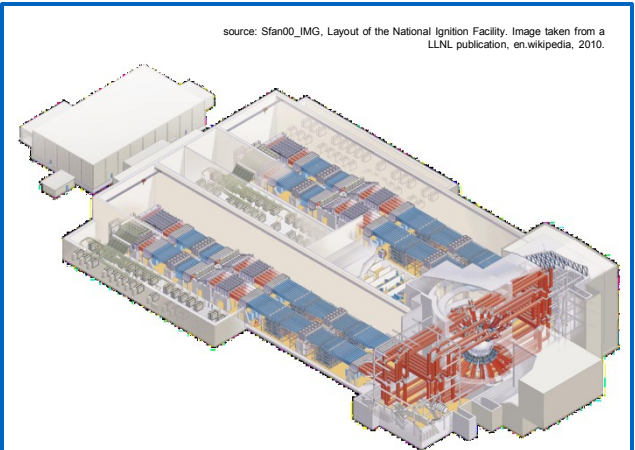 source: Sfan00_IMG, Layout of the National Ignition Facility. Image taken from a
LLNL publication, en.wikipedia, 2010.